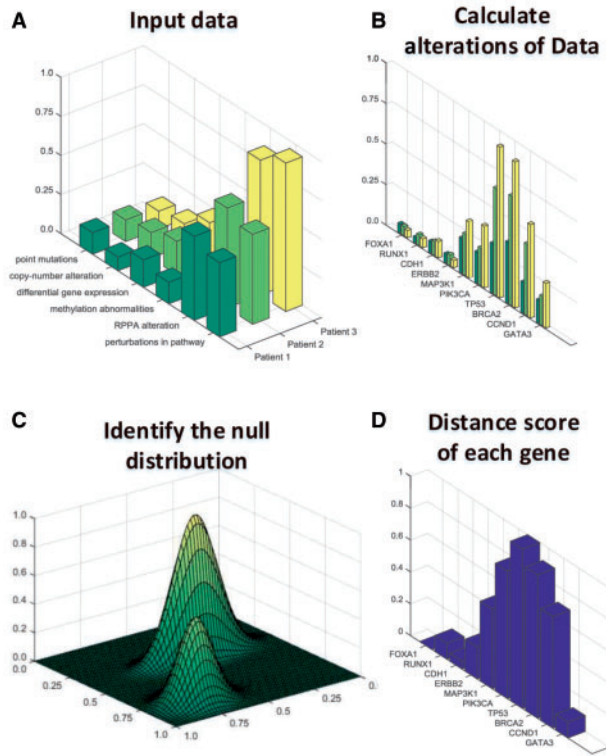 A
Input data
1.0
0.75
0.50
0.25
0.0
point mutations
copy-number alteration
differential gene expression
methylation abnormalities
RPPA alteration
perturbations in pathway
Patient 1
Patient 2
Patient 3
B
Calculate
alterations of Data
1.0
0.75
0.50
0.25
0.0
FOXA1
RUNX1
CDH1
ERBB2
MAP3K1
PIK3CA
TP53
BRCA2
CCND1
GATA3
C
Identify the null
distribution
1.0
0.8
0.6
0.4
0.2
0.0
0.0
0.25
0.5
0.75
1.0
1.0
0.75
0.5
0.25
0.
D
Distance score
of each gene
1
0.8
0.6
0.4
0.2
0
FOXA1
RUNX1
CDH1
ERBB2
MAP3K1
PIK3CA
TP53
BRCA2
CCND1
GATA3